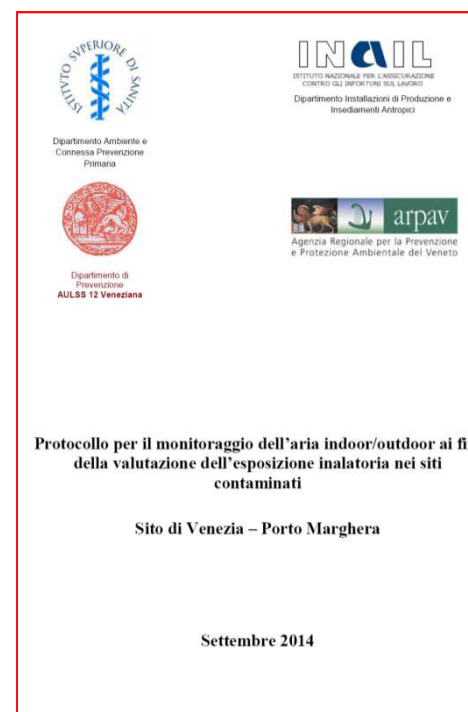 ISTITVTO SVPERIORE DI SANITÀ
Dipartimento Ambiente e
Connessa Prevenzione
Primaria
INAIL
ISTITUTO NAZIONALE PER L'ASSICURAZIONE
CONTRO GLI INFORTUNI SUL LAVORO
Dipartimento Installazioni di Produzione e
Insediamenti Antropici
Dipartimento di
Prevenzione
AULSS 12 Veneziana
arpav
Agenzia Regionale per la Prevenzione
e Protezione Ambientale del Veneto
Protocollo per il monitoraggio dell'aria indoor/outdoor ai fi
della valutazione dell'esposizione inalatoria nei siti
contaminati
Sito di Venezia – Porto Marghera
Settembre 2014